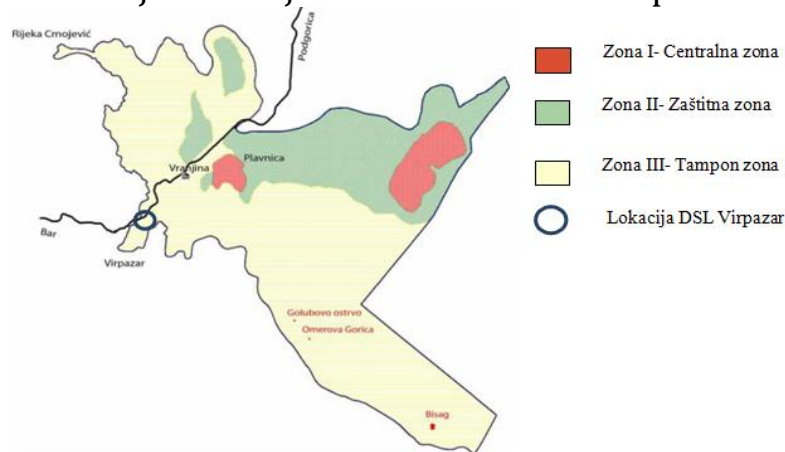 Rijeka Crnojević
Podgorica
Zona I- Centralna zona
Zona II- Zaštitna zona
Plavnica
Vranjina
Zona III- Tampon zona
Lokacija DSL Virpazar
Bar
Virpazar
Golubovo ostrvo
Omerova Gorica
Bisag